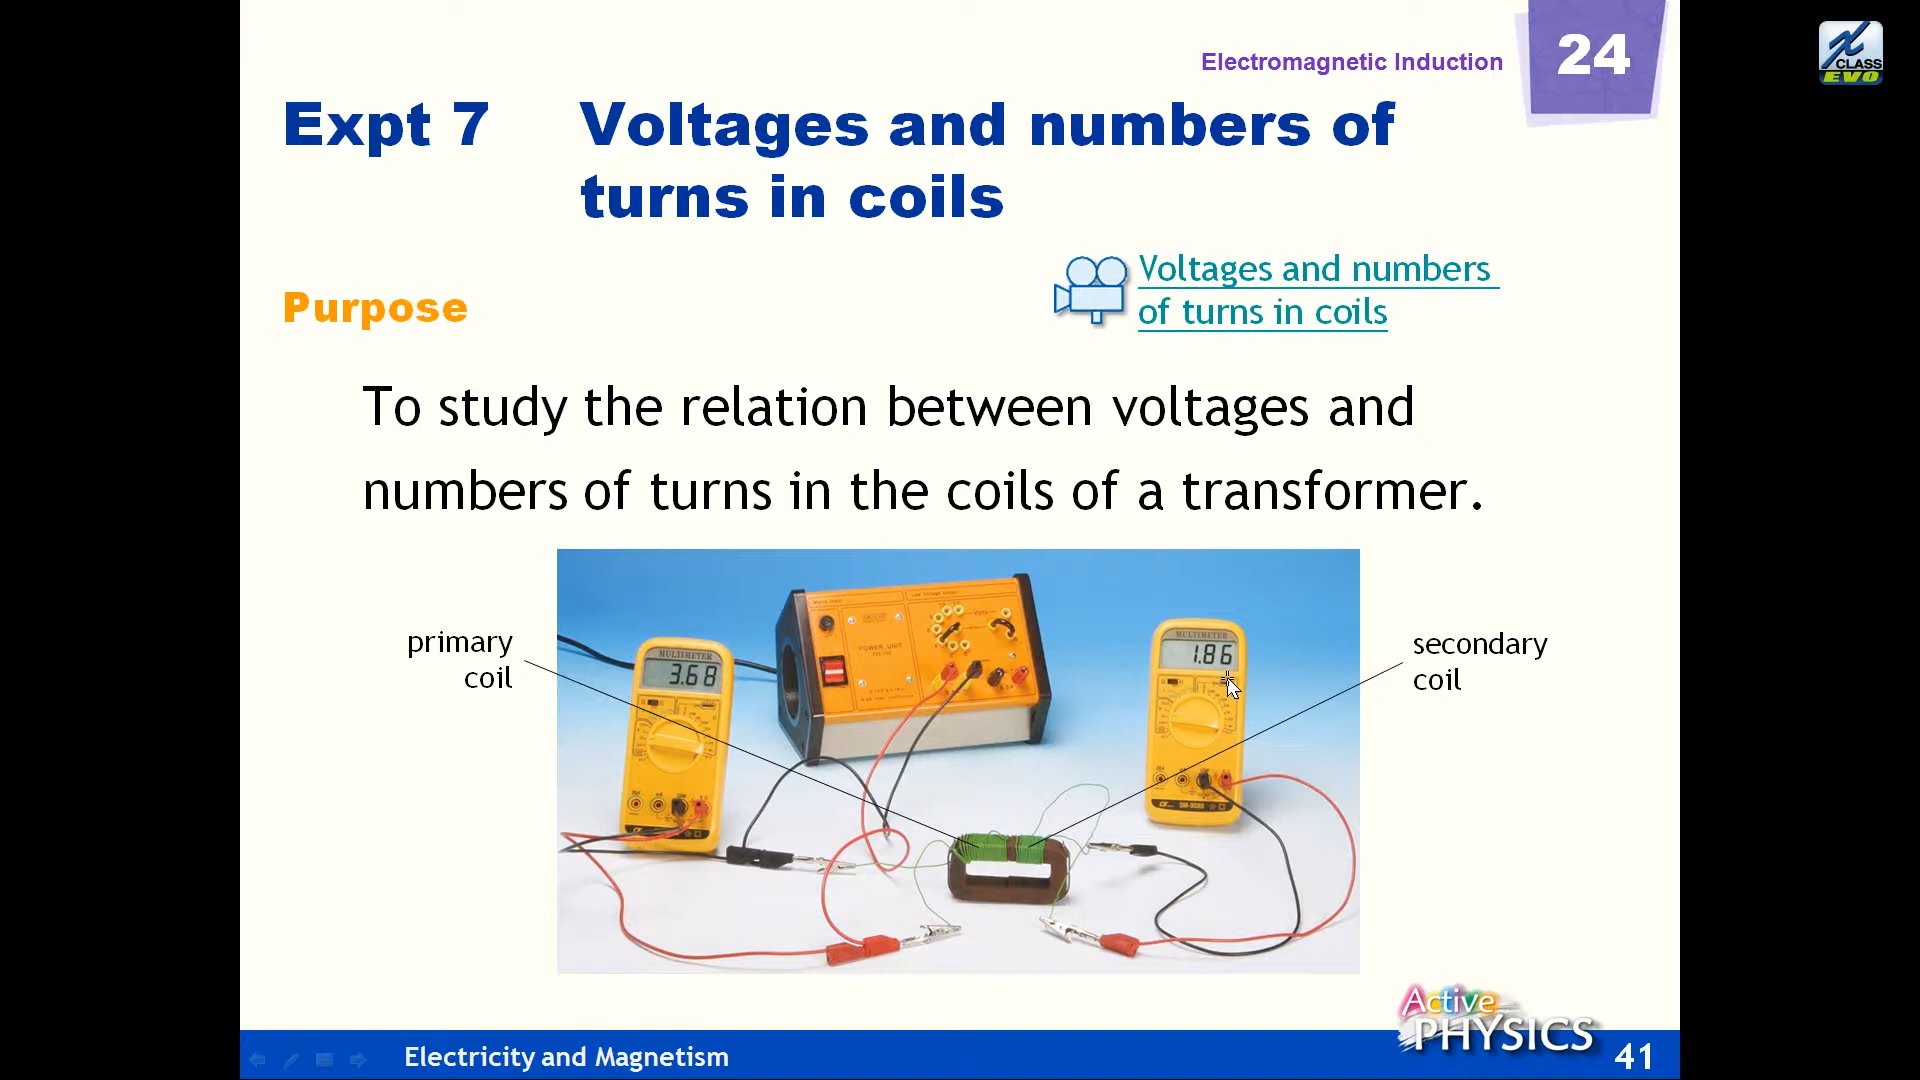 Electromagnetic Induction
24
CLASS
EVO
Expt 7 Voltages and numbers of
turns in coils
Voltages and numbers
of turns in coils
Purpose
To study the relation between voltages and
numbers of turns in the coils of a transformer.
primary
coil
secondary
coil
MULTIMETER
3.68
POWER UNIT
MULTIMETER
1.86
Active
PHYSICS
Electricity and Magnetism
41